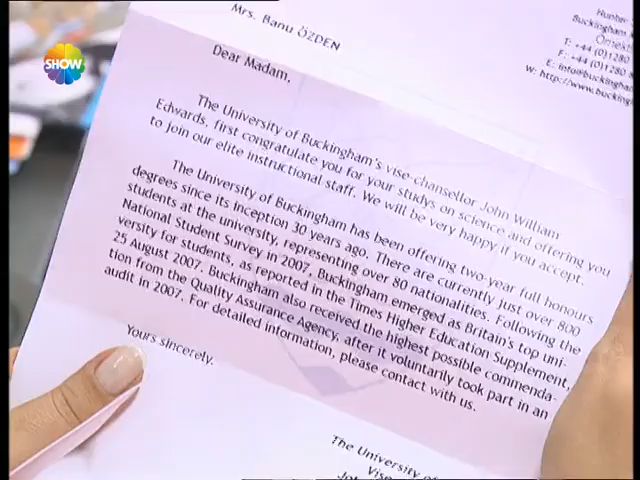 SHOW
Mrs. Banu ÖZDEN
Hunter
Buckingham
T: +44 (0)1280
F: +44 (0)1280
E: info@buckingham
W: http://www.bucking
Dear Madam,
The University of Buckingham's vise-chansellor John William
Edwards, first congratulate you for your studys on science and offering you
to join our elite instructional staff. We will be very happy if you accept.
The University of Buckingham has been offering two-year full honours
degrees since its inception 30 years ago. There are currently just over 800
students at the university, representing over 80 nationalities. Following the
National Student Survey in 2007, Buckingham emerged as Britain's top uni-
versity for students, as reported in the Times Higher Education Supplement,
25 August 2007. Buckingham also received the highest possible commenda-
tion from the Quality Assurance Agency, after it voluntarily took part in an
audit in 2007. For detailed information, please contact with us.
Yours sincerely.
The University of
Vise-